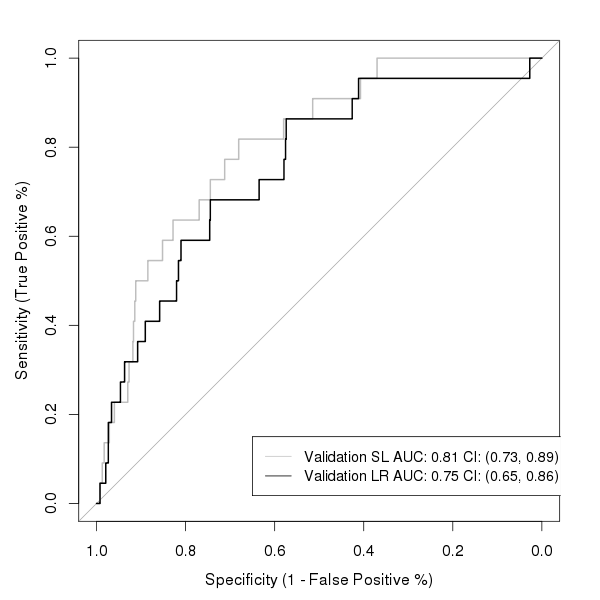 1.0
0.8
0.6
0.4
0.2
0.0
Sensitivity (True Positive %)
Validation SL AUC: 0.81 CI: (0.73, 0.89)
Validation LR AUC: 0.75 CI: (0.65, 0.86)
1.0 0.8 0.6 0.4 0.2 0.0
Specificity (1 - False Positive %)